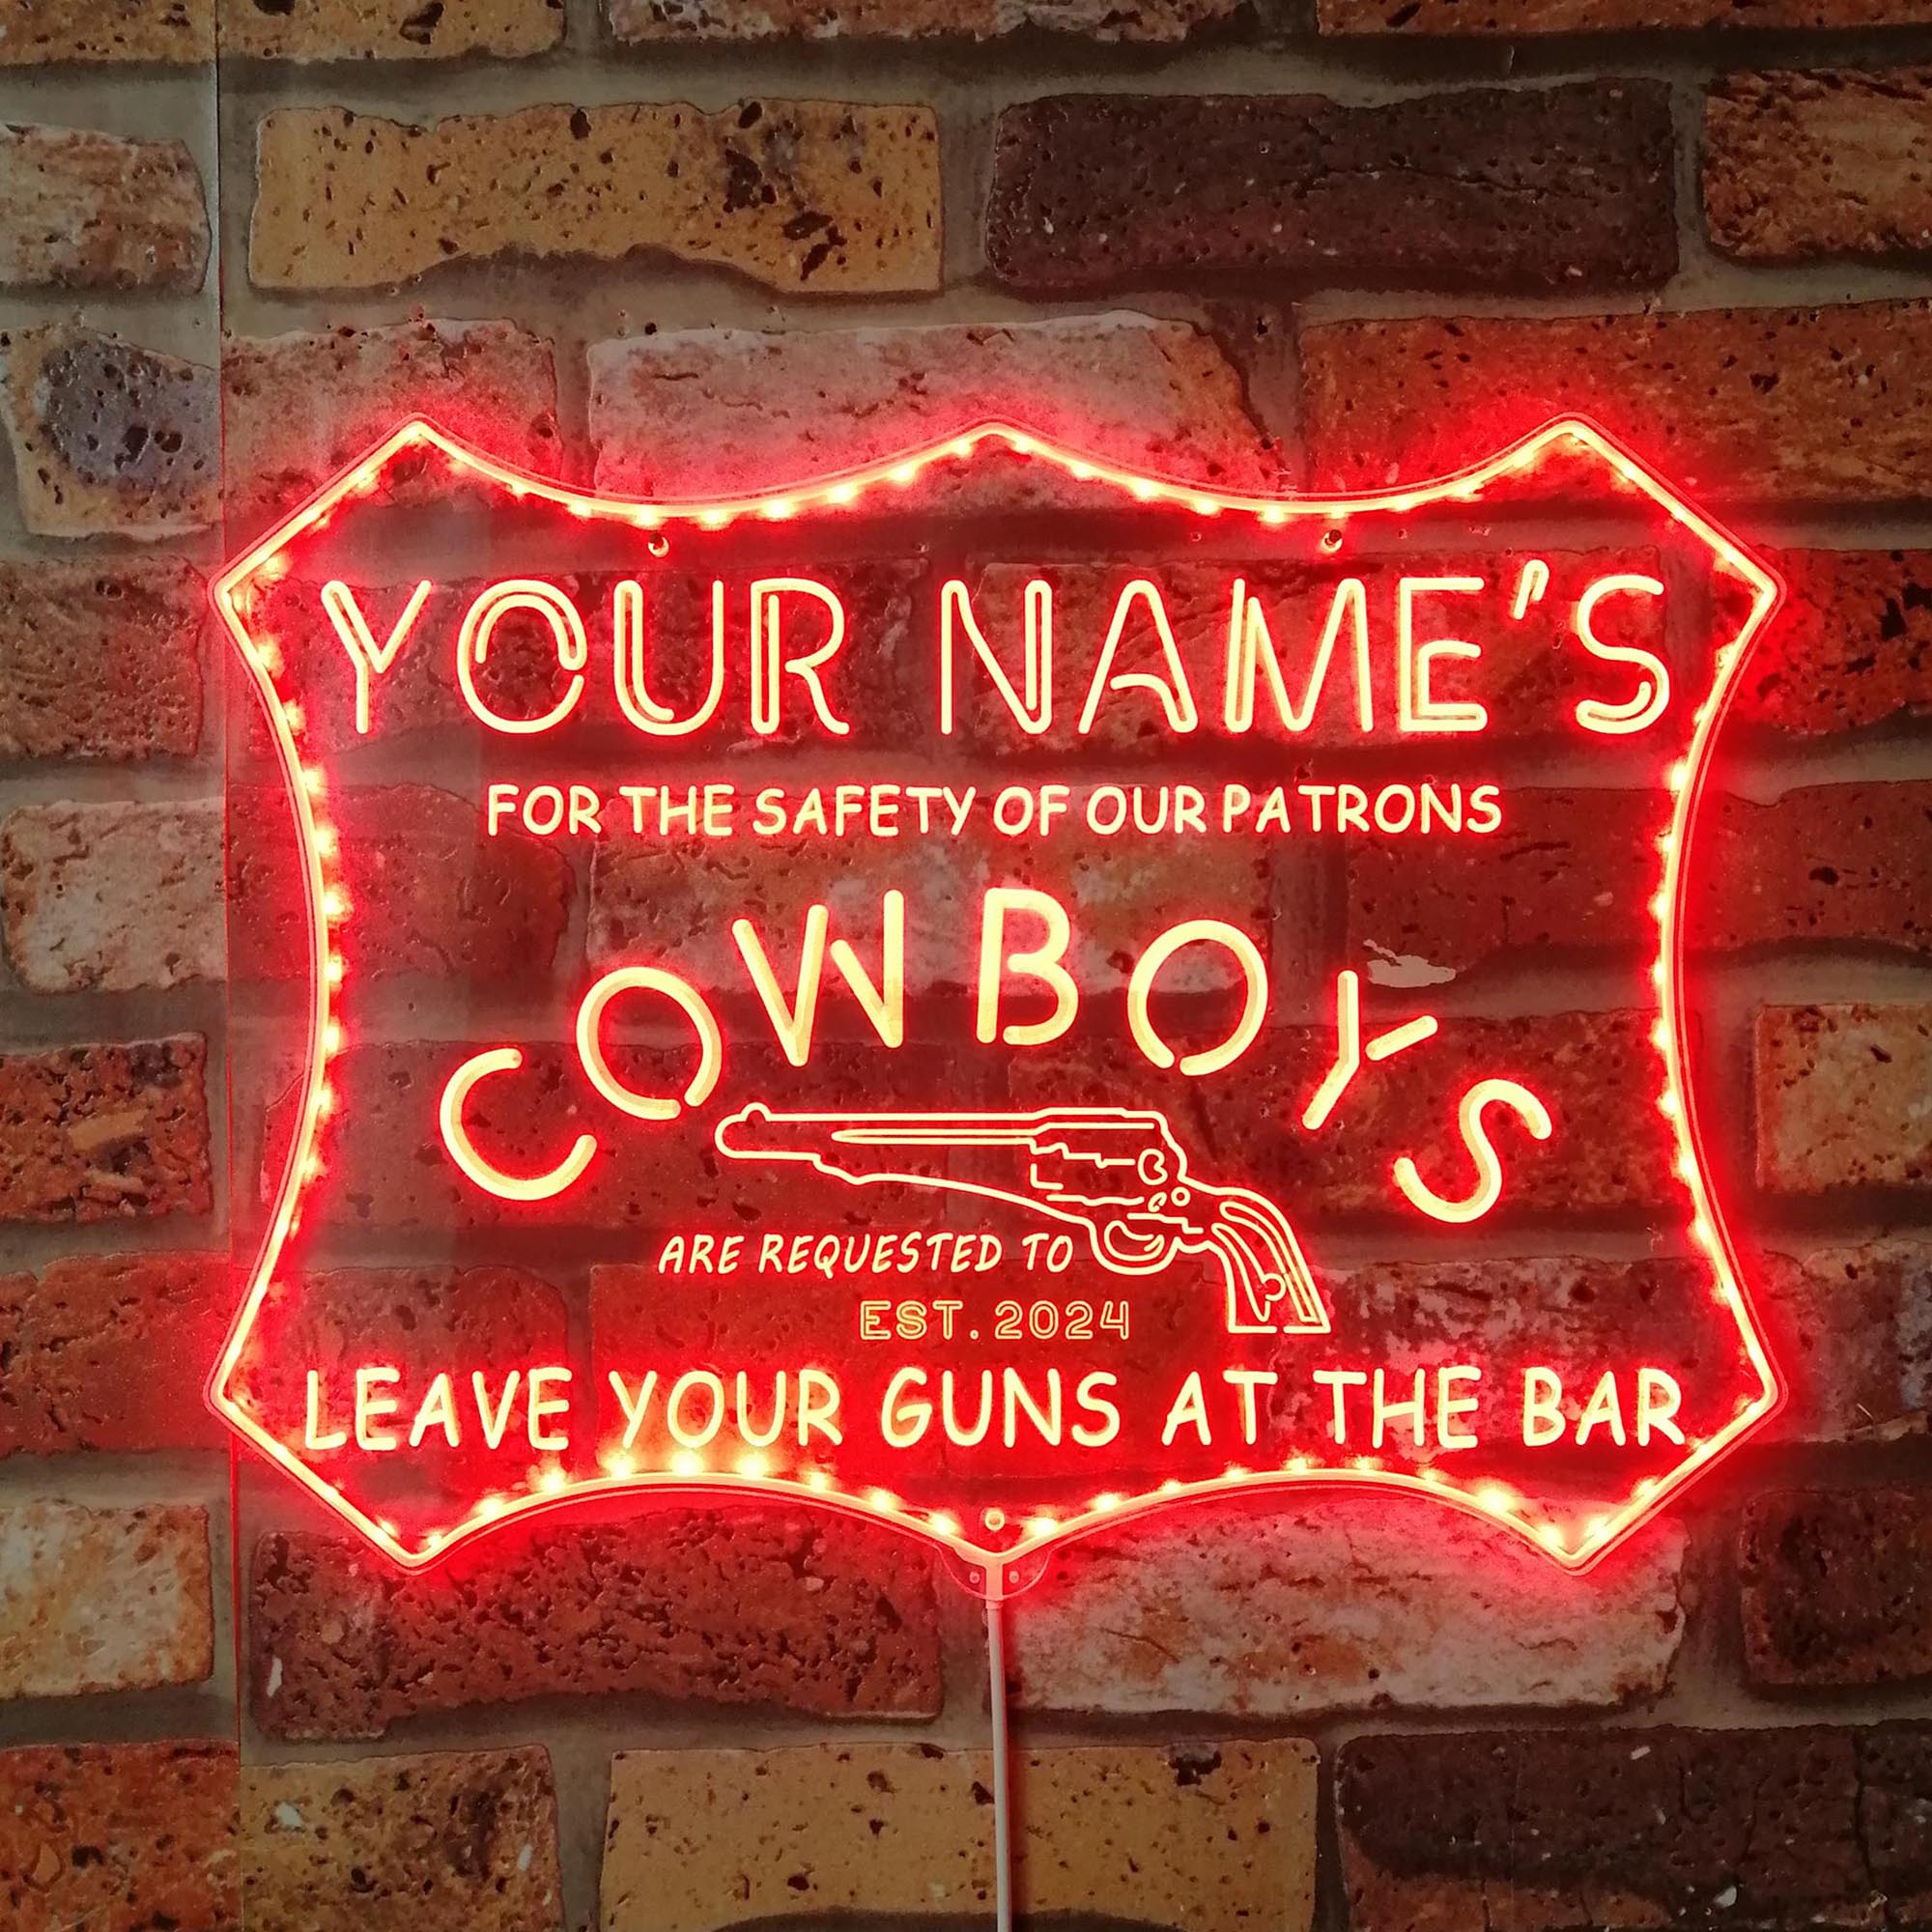 YOUR NAME'S
FOR THE SAFETY OF OUR PATRONS
COWBOYS
ARE REQUESTED TO
EST. 2024
LEAVE YOUR GUNS AT THE BAR